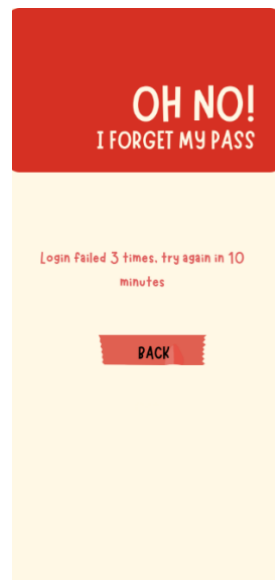 OH NO!
I FORGET MY PASS
Login failed 3 times, try again in 10
minutes
BACK